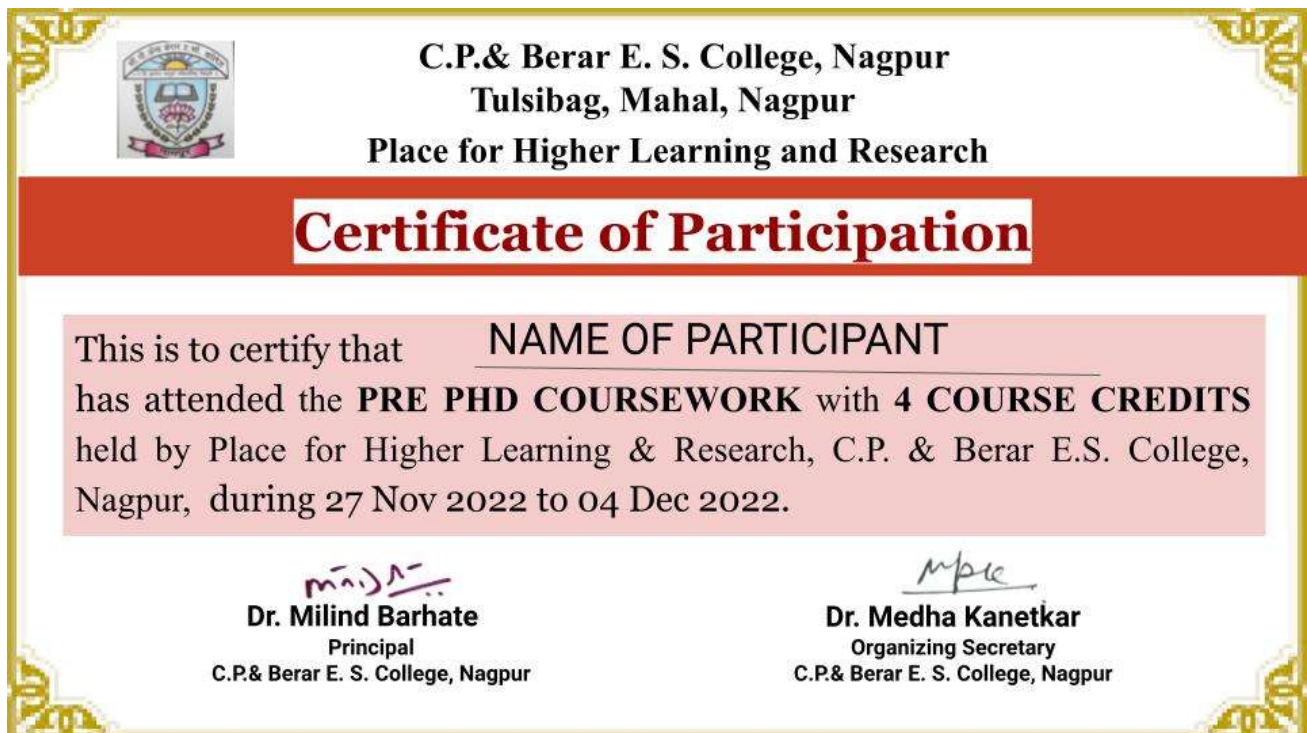 C.P.& Berar E. S. College, Nagpur
Tulsibag, Mahal, Nagpur
Place for Higher Learning and Research
Certificate of Participation
This is to certify that NAME OF PARTICIPANT
has attended the PRE PHD COURSEWORK with 4 COURSE CREDITS
held by Place for Higher Learning & Research, C.P. & Berar E.S. College,
Nagpur, during 27 Nov 2022 to 04 Dec 2022.
Dr. Milind Barhate
Principal
C.P.& Berar E. S. College, Nagpur
Dr. Medha Kanetkar
Organizing Secretary
C.P.& Berar E. S. College, Nagpur